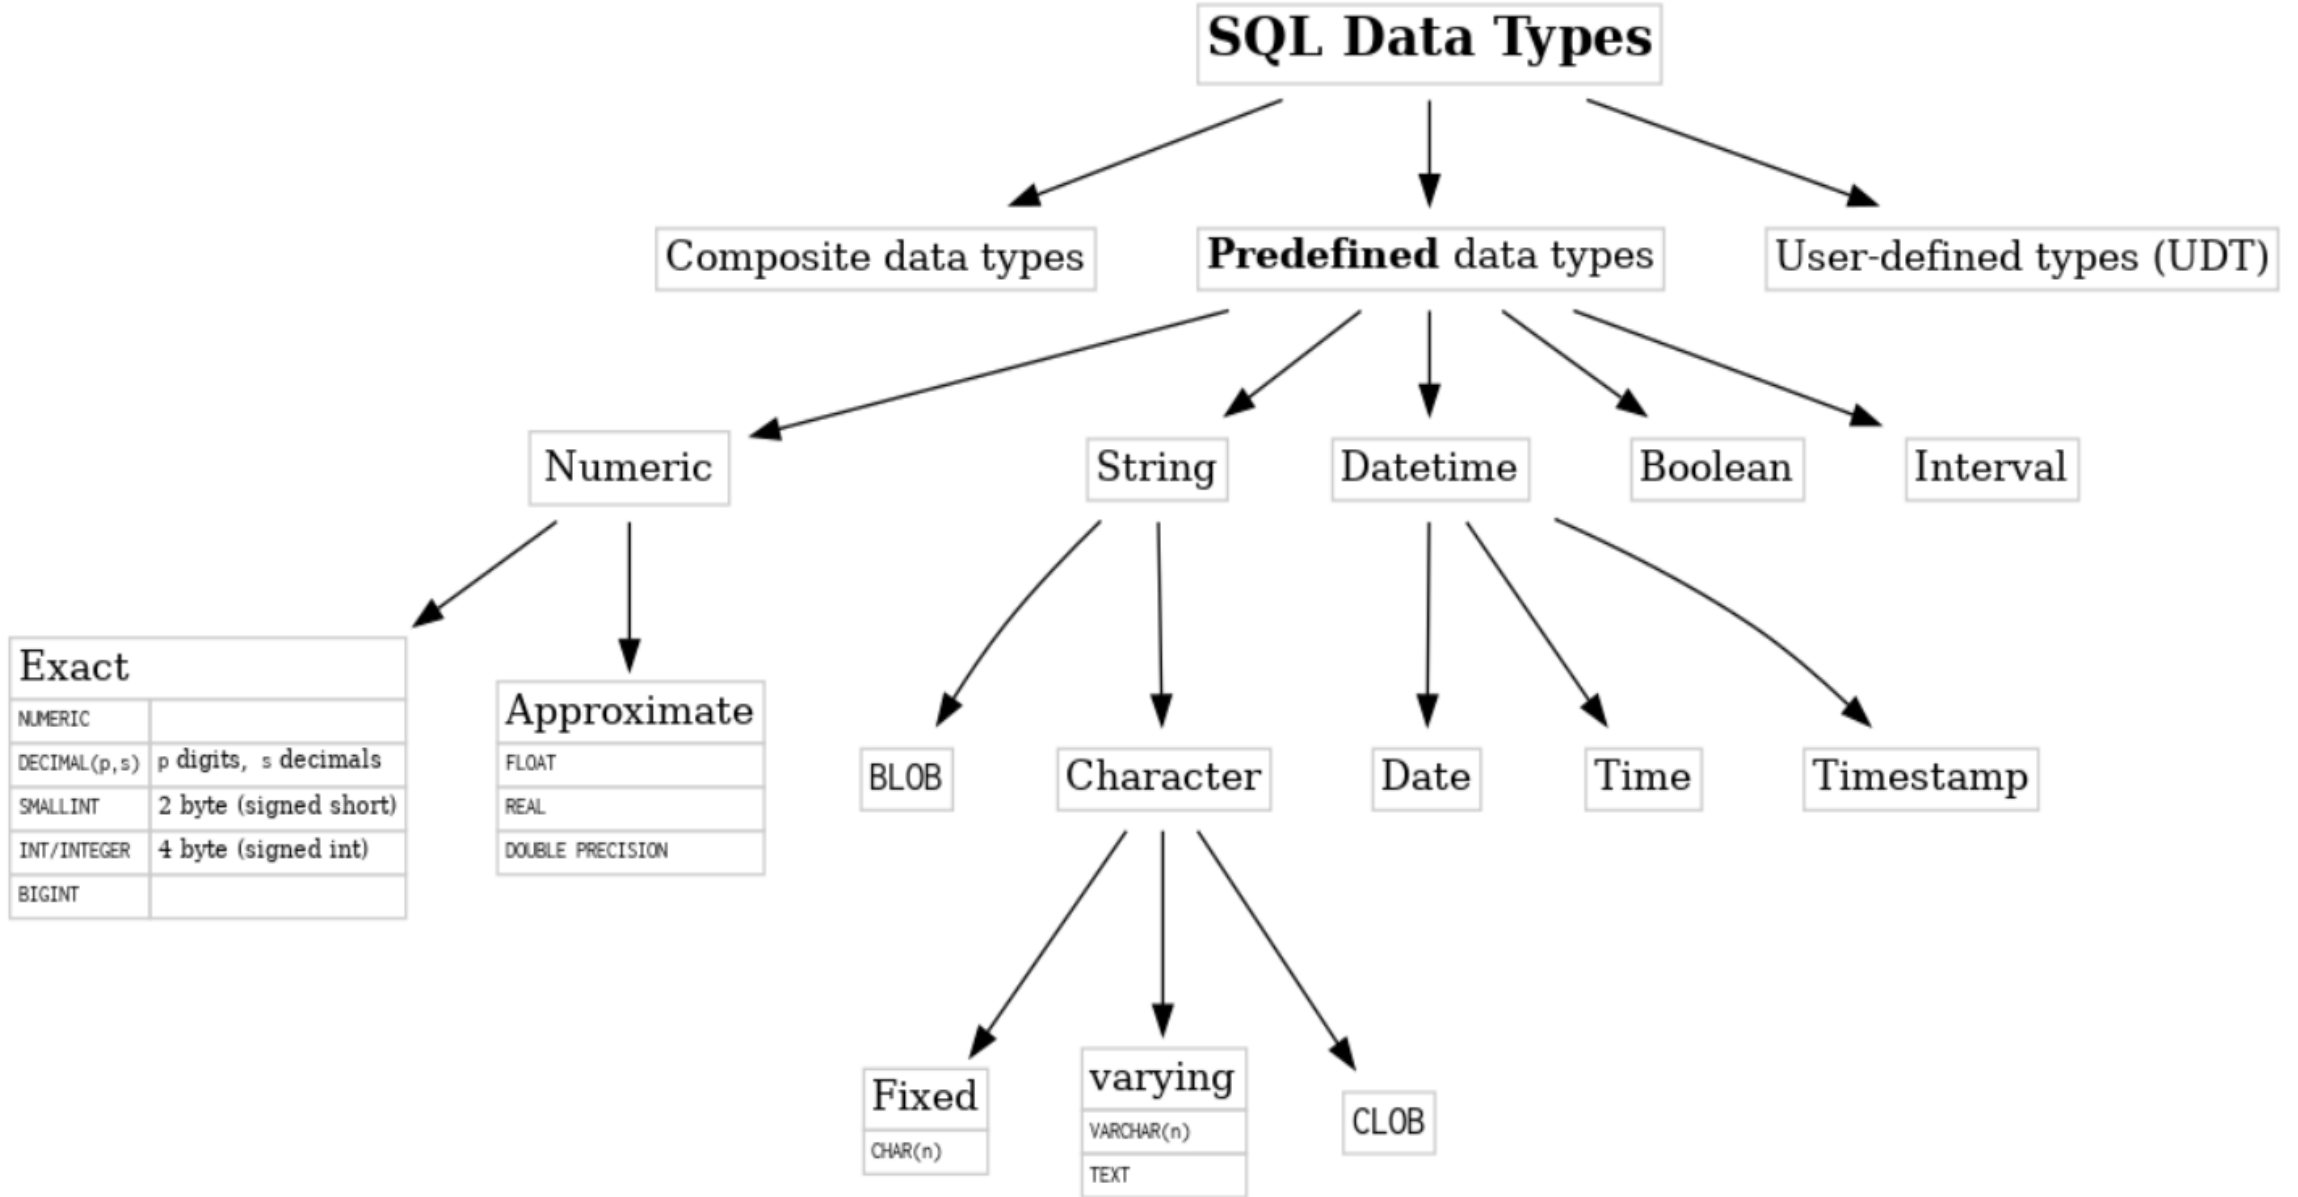 SQL Data Types
Composite data types
Predefined data types
User-defined types (UDT)
Numeric
String
Datetime
Boolean
Interval
Exact
NUMERIC
DECIMAL(p,s) p digits, s decimals
SMALLINT 2 byte (signed short)
INT/INTEGER 4 byte (signed int)
BIGINT
Approximate
FLOAT
REAL
DOUBLE PRECISION
BLOB
Character
Date
Time
Timestamp
Fixed
CHAR(n)
varying
VARCHAR(n)
TEXT
CLOB